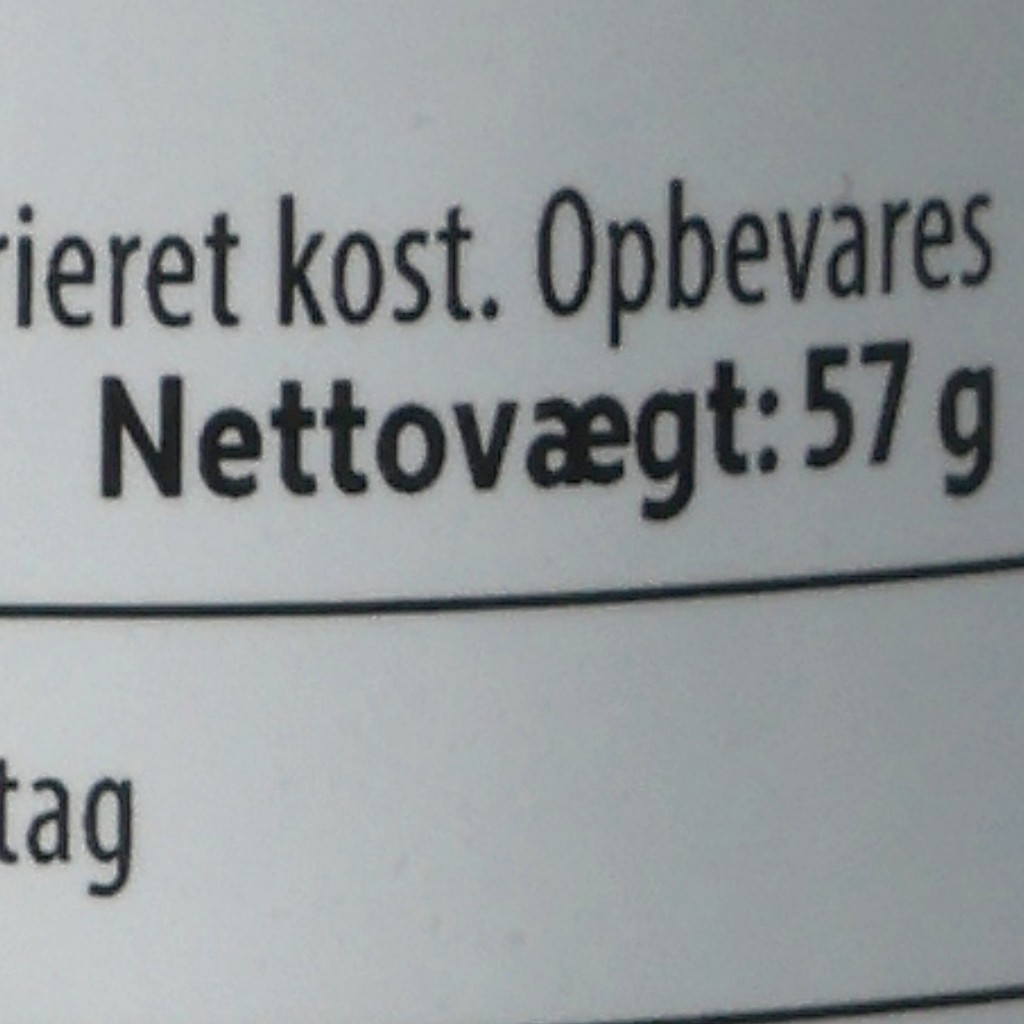 rieret kost. Opbevares
Nettovægt: 57 g
tag